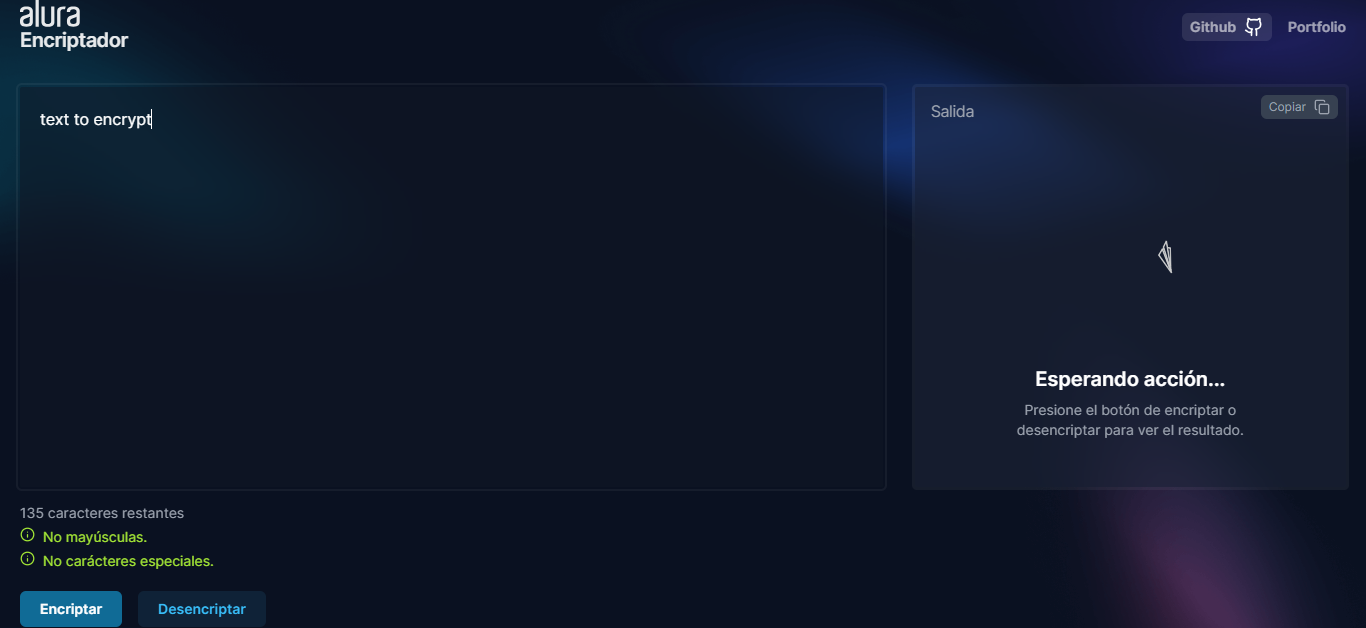 alura
Encriptador
Github
Portfolio
text to encrypt
Salida
Copiar
Esperando acción...
Presione el botón de encriptar o
desencriptar para ver el resultado.
135 caracteres restantes
No mayúsculas.
No carácteres especiales.
Encriptar
Desencriptar